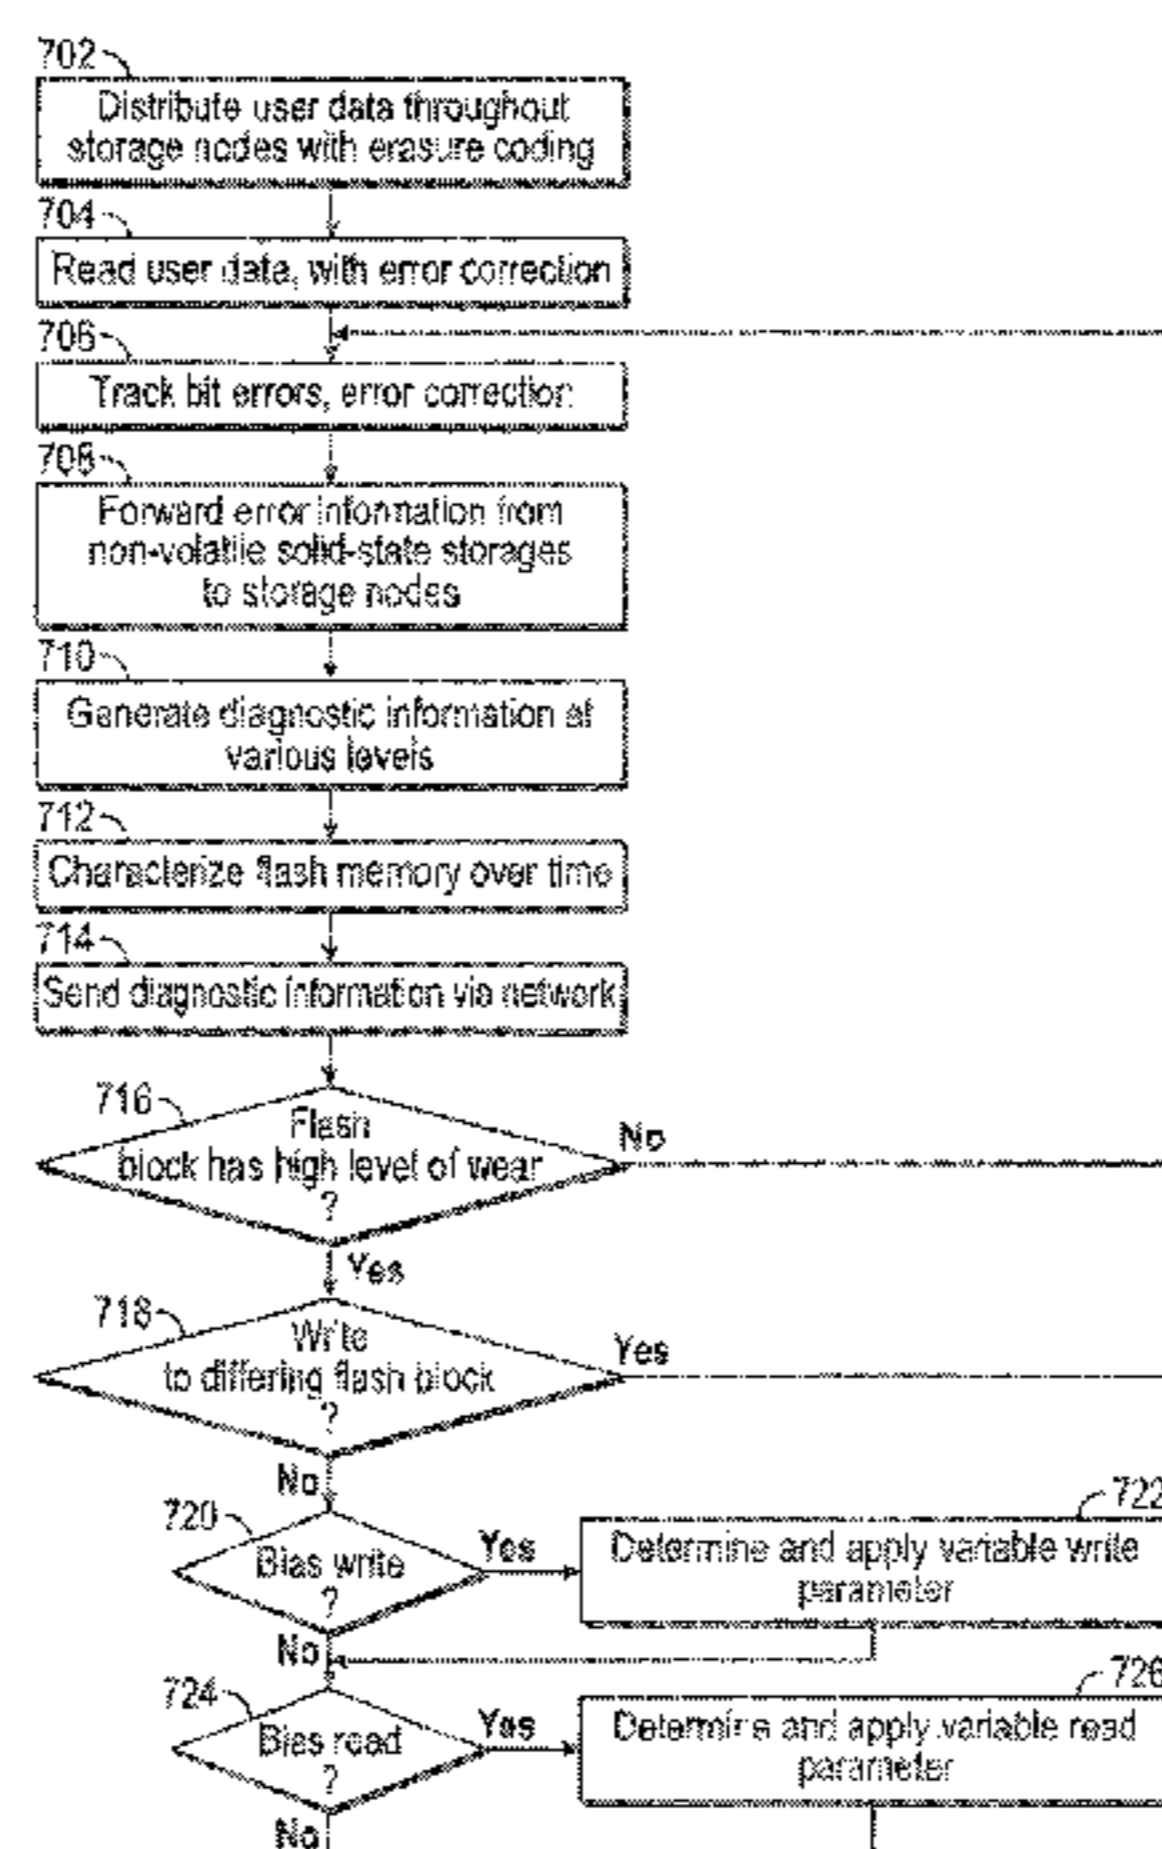 702
Distribute user data throughout
storage nodes with erasure coding
704
Read user data, with error correction
706
Track bit errors, error correction
708
Forward error information from
non-volatile solid-state storages
to storage nodes
710
Generate diagnostic information at
various levels
712
Characterize flash memory over time
714
Send diagnostic information via network
716
Flash
block has high level of wear
?
No
Yes
718
Write
to differing flash block
?
Yes
No
720
Bias write
?
Yes
722
Determine and apply variable write
parameter
No
724
Bias read
?
Yes
726
Determine and apply variable read
parameter
No